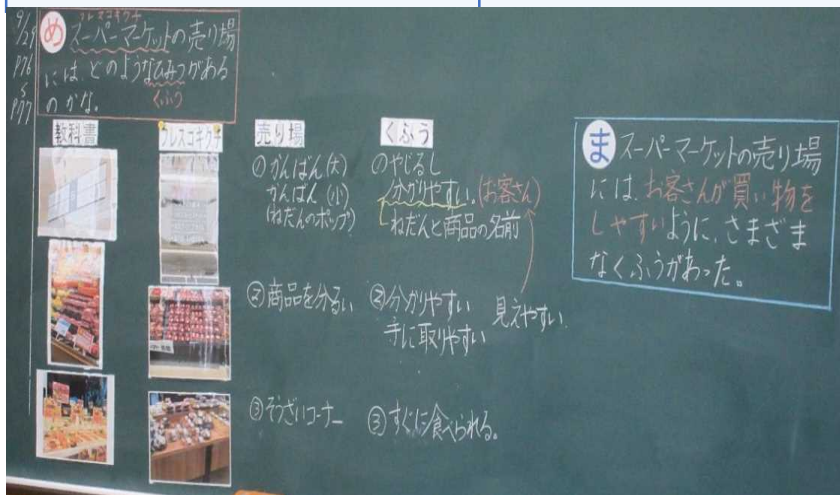 9/29
P76
P77
め
フレスコキクチ
スーパーマーケットの売り場
には、どのようなひみつがある
のかな。
くふう
教科書
フレスコキクチ
売り場
くふう
①かんばん(大)
かんばん(小)
(ねだんのポップ)
①やじるし
分かりやすい。(お客さん)
ねだんと商品の名前
②商品を分るい
②分かりやすい
手に取りやすい
見えやすい
③そうざいコーナー
③すぐに食べられる。
ま
スーパーマーケットの売り場
には、お客さんが買い物を
しやすいように、さまざま
なくふうがあった。